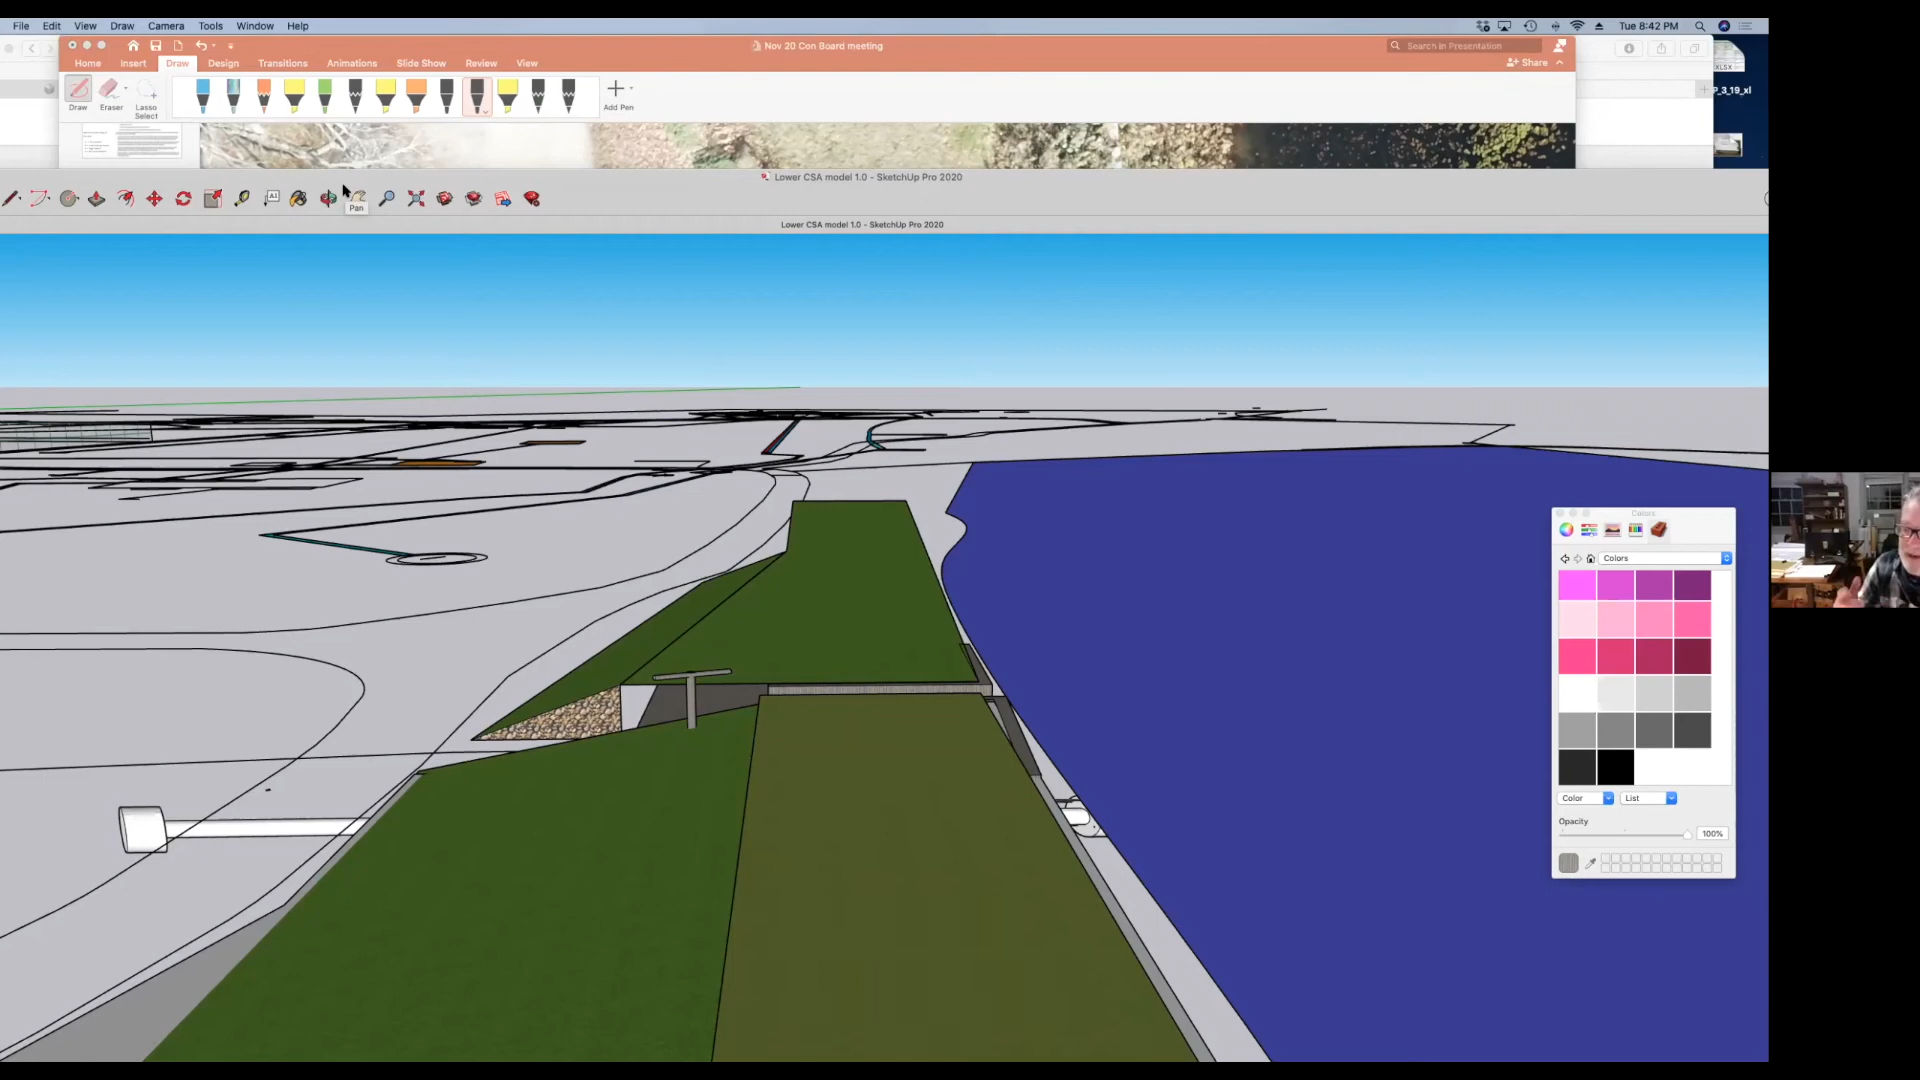 File Edit View Draw Camera Tools Window Help
Tue 8:42 PM
Nov 20 Con Board meeting
Search in Presentation
Home Insert Draw Design Transitions Animations Slide Show Review View
Share
XLSX
Draw Eraser Lasso Select
Add Pen
P_3_19_xl
Lower CSA model 1.0 - SketchUp Pro 2020
Pan
Lower CSA model 1.0 - SketchUp Pro 2020
Colors
Colors
Color List
Opacity
100%